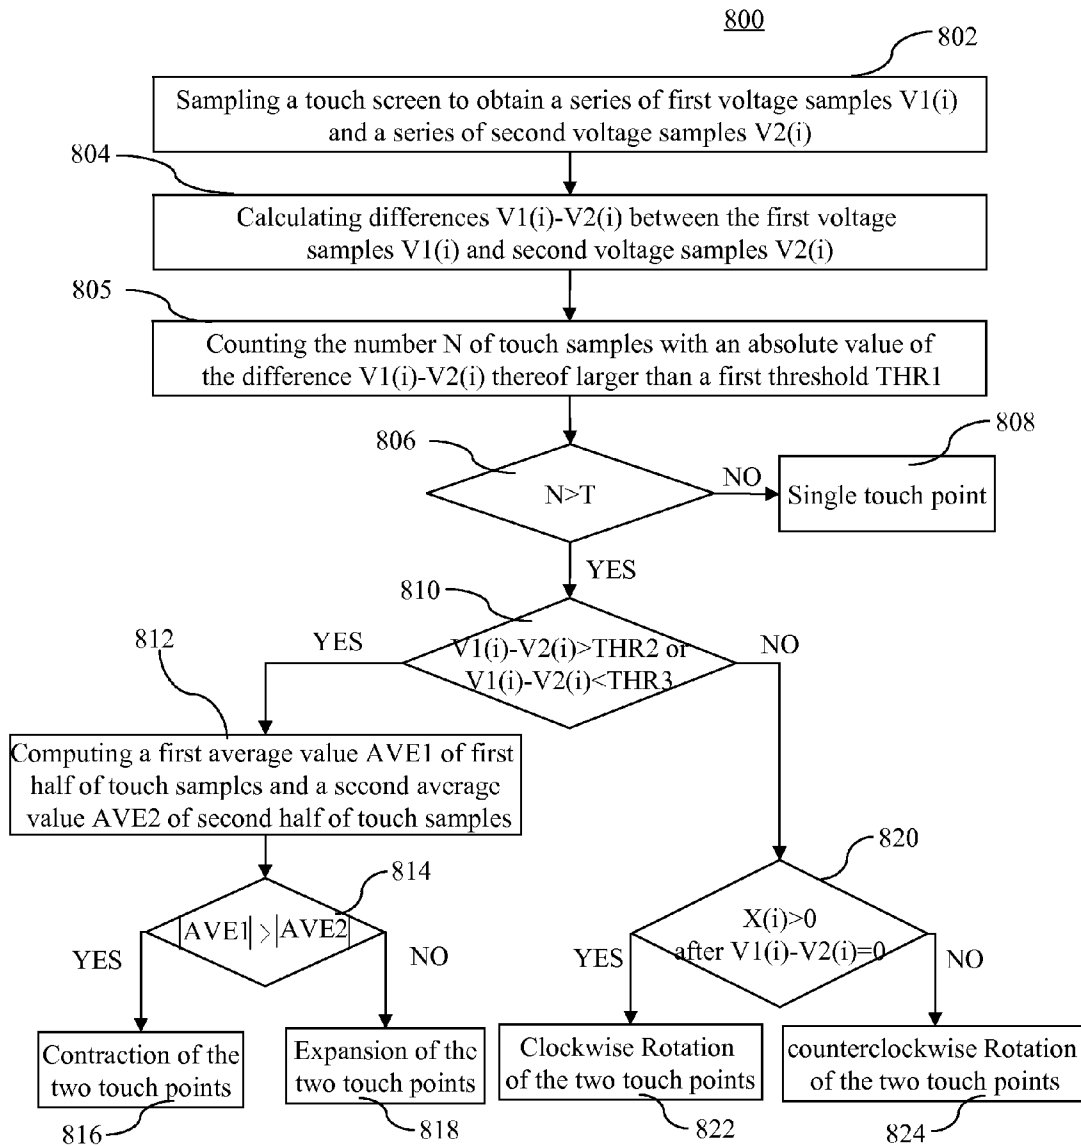 800
802
Sampling a touch screen to obtain a series of first voltage samples V1(i)
and a series of second voltage samples V2(i)
804
Calculating differences V1(i)-V2(i) between the first voltage
samples V1(i) and second voltage samples V2(i)
805
Counting the number N of touch samples with an absolute value of
the difference V1(i)-V2(i) thereof larger than a first threshold THR1
806
808
N>T
NO
Single touch point
YES
810
V1(i)-V2(i)>THR2 or
V1(i)-V2(i)<THR3
YES
NO
812
Computing a first average value AVE1 of first
half of touch samples and a second average
value AVE2 of second half of touch samples
814
|AVE1|>|AVE2|
YES
NO
820
X(i)>0
after V1(i)-V2(i)=0
YES
NO
Contraction of the
two touch points
816
Expansion of the
two touch points
818
Clockwise Rotation
of the two touch points
822
counterclockwise Rotation
of the two touch points
824